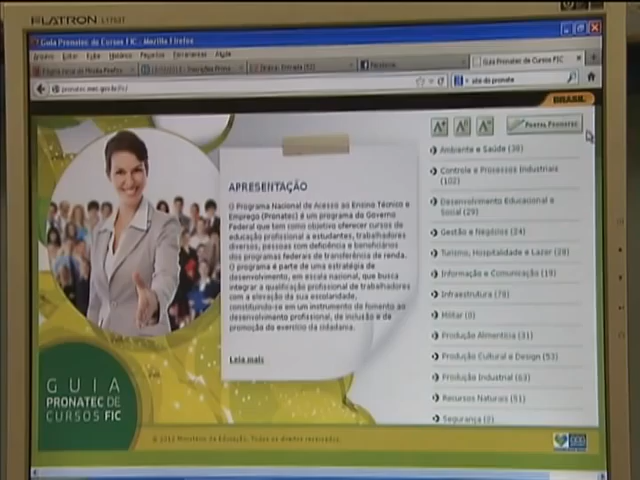 FLATRON
Guia Pronatec de Cursos FIC - Mozilla Firefox
Facebook
Guia Pronatec de Cursos FIC
pronatec.mec.gov.br/fic/
BRASIL
PORTAL PRONATEC
APRESENTAÇÃO
O Programa Nacional de Acesso ao Ensino Técnico e
Emprego (Pronatec) é um programa do Governo
Federal que tem como objetivo oferecer cursos de
educação profissional a estudantes, trabalhadores
diversos, pessoas com deficiência e beneficiários
dos programas federais de transferência de renda.
O programa é parte de uma estratégia de
desenvolvimento, em escala nacional, que busca
integrar a qualificação profissional de trabalhadores
com a elevação da sua escolaridade,
constituindo-se em um instrumento de fomento ao
desenvolvimento profissional, de inclusão e de
promoção do exercício da cidadania.
Leia mais
Ambiente e Saúde (38)
Controle e Processos Industriais
(102)
Desenvolvimento Educacional e
Social (29)
Gestão e Negócios (24)
Turismo, Hospitalidade e Lazer (28)
Informação e Comunicação (19)
Infraestrutura (78)
Militar (0)
Produção Alimentícia (31)
Produção Cultural e Design (53)
Produção Industrial (63)
Recursos Naturais (51)
Segurança (0)
GUIA
PRONATEC DE
CURSOS FIC
© 2012 Ministério da Educação. Todos os direitos reservados.